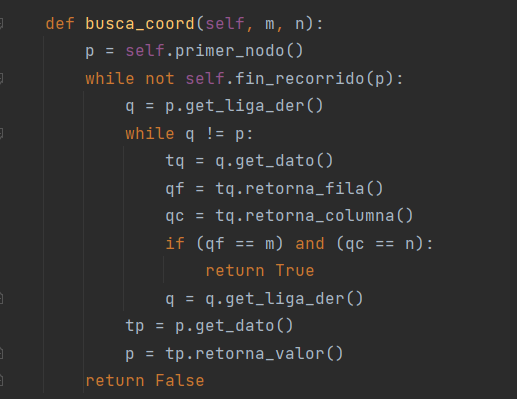 def busca_coord(self, m, n):
    p = self.primer_nodo()
    while not self.fin_recorrido(p):
        q = p.get_liga_der()
        while q != p:
            tq = q.get_dato()
            qf = tq.retorna_fila()
            qc = tq.retorna_columna()
            if (qf == m) and (qc == n):
                return True
            q = q.get_liga_der()
        tp = p.get_dato()
        p = tp.retorna_valor()
    return False